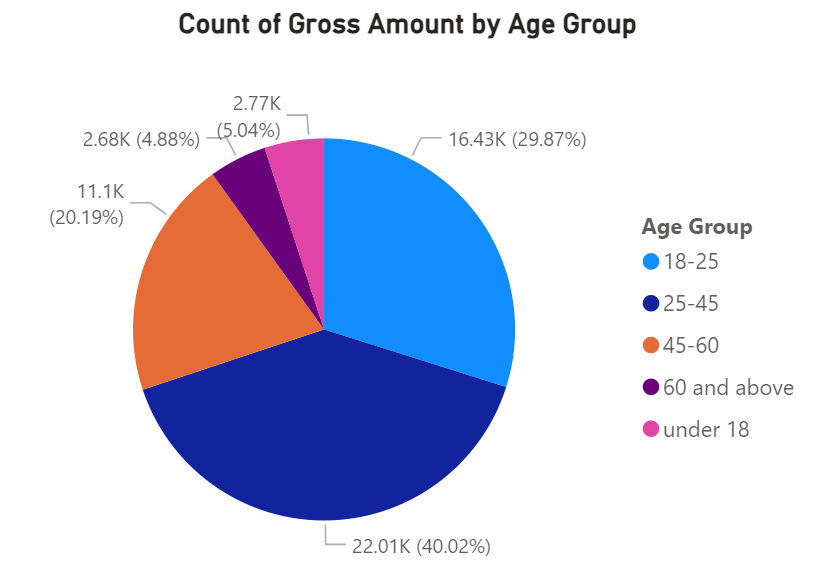 Count of Gross Amount by Age Group
2.77K
(5.04%)
2.68K (4.88%)
16.43K (29.87%)
11.1K
(20.19%)
22.01K (40.02%)
Age Group
18-25
25-45
45-60
60 and above
under 18